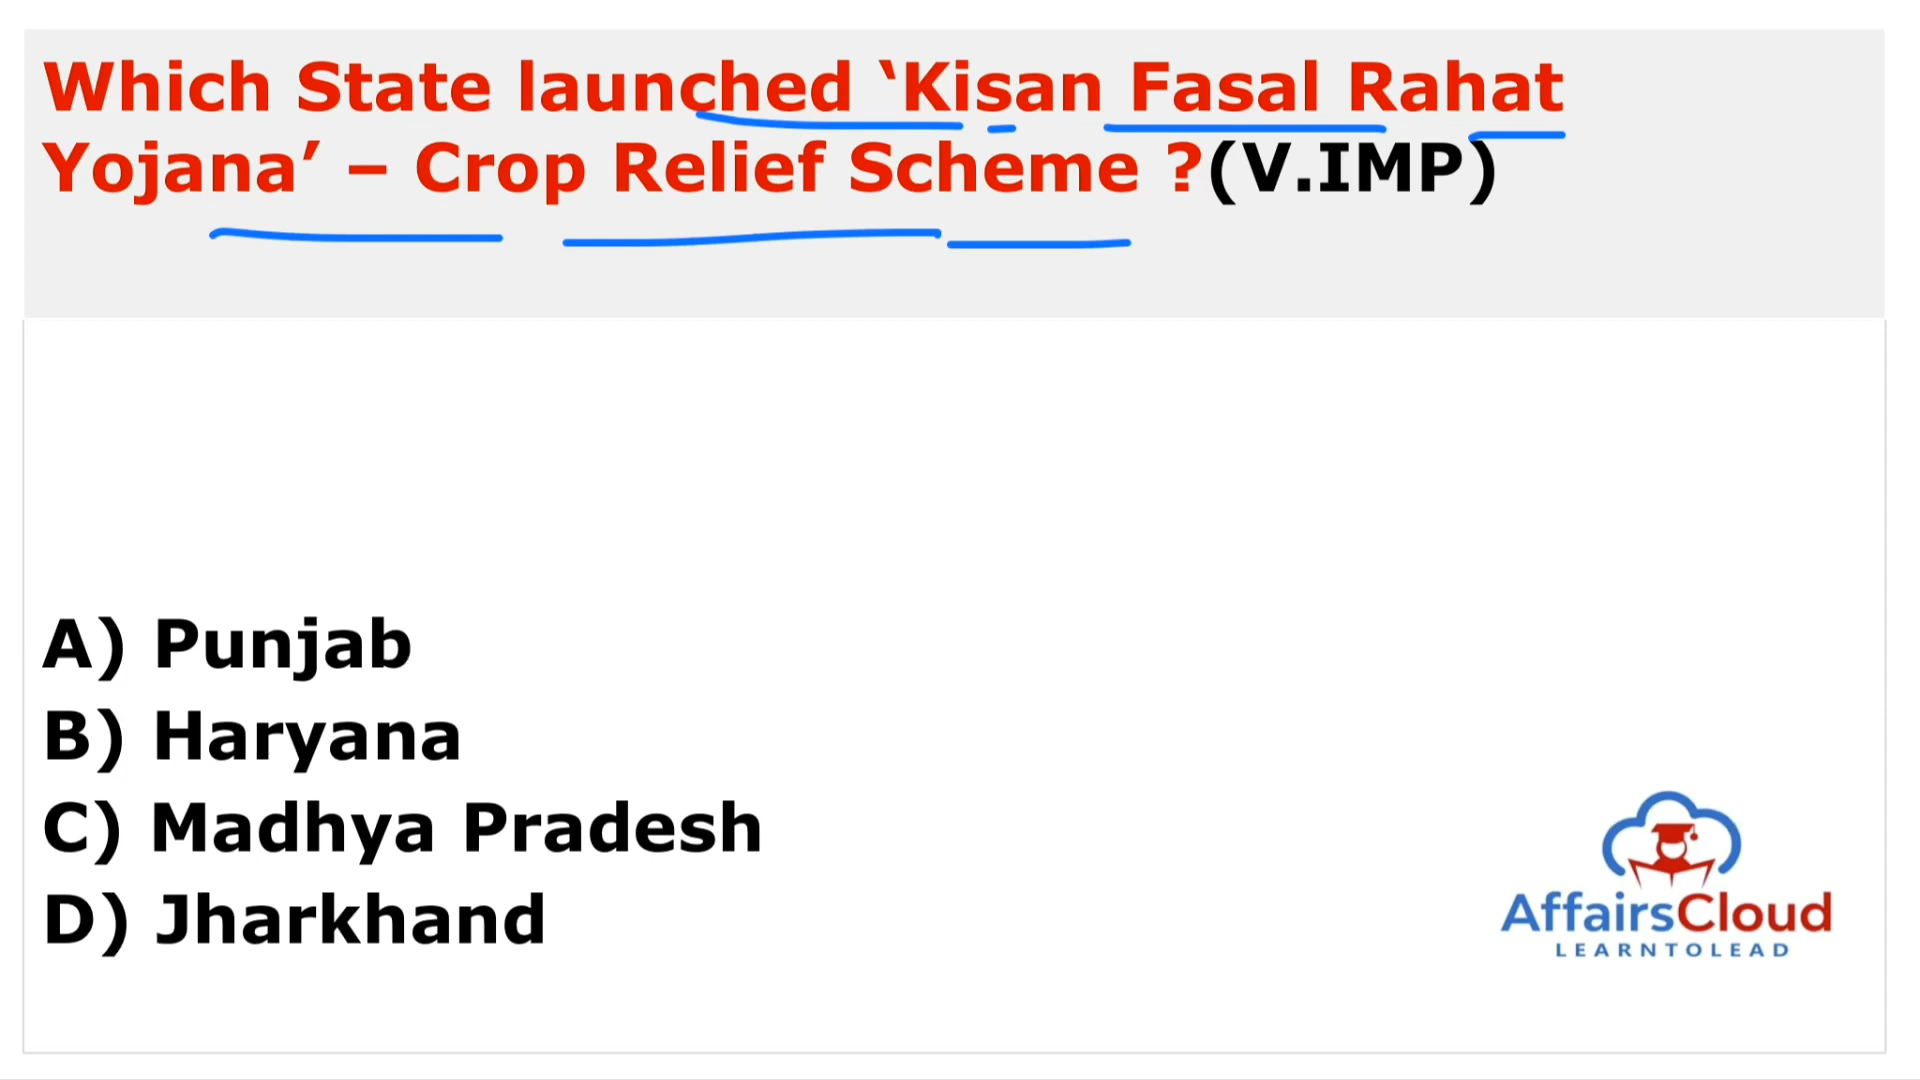 Which State launched ‘Kisan Fasal Rahat
Yojana’ – Crop Relief Scheme ?(V.IMP)
A) Punjab
B) Haryana
C) Madhya Pradesh
D) Jharkhand
AffairsCloud
LEARNTOLEAD